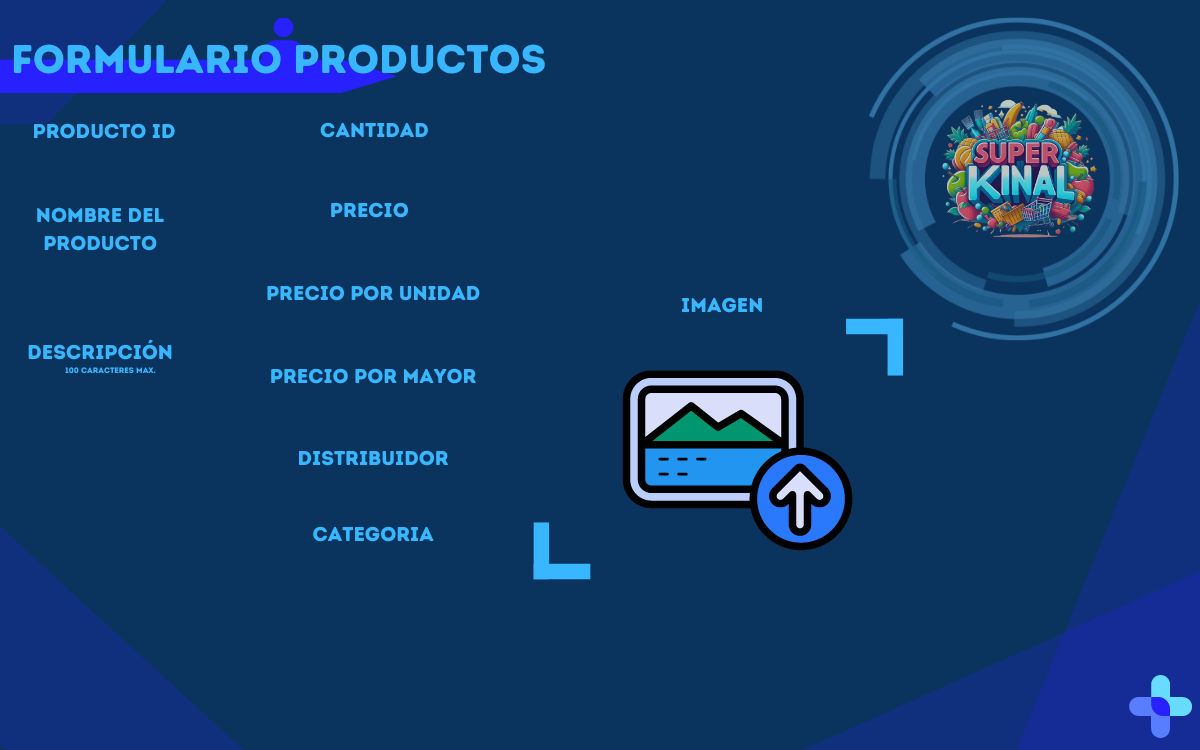 FORMULARIO PRODUCTOS
PRODUCTO ID
NOMBRE DEL
PRODUCTO
DESCRIPCIÓN
100 CARACTERES MAX.
CANTIDAD
PRECIO
PRECIO POR UNIDAD
PRECIO POR MAYOR
DISTRIBUIDOR
CATEGORIA
IMAGEN
SUPER
KINAL